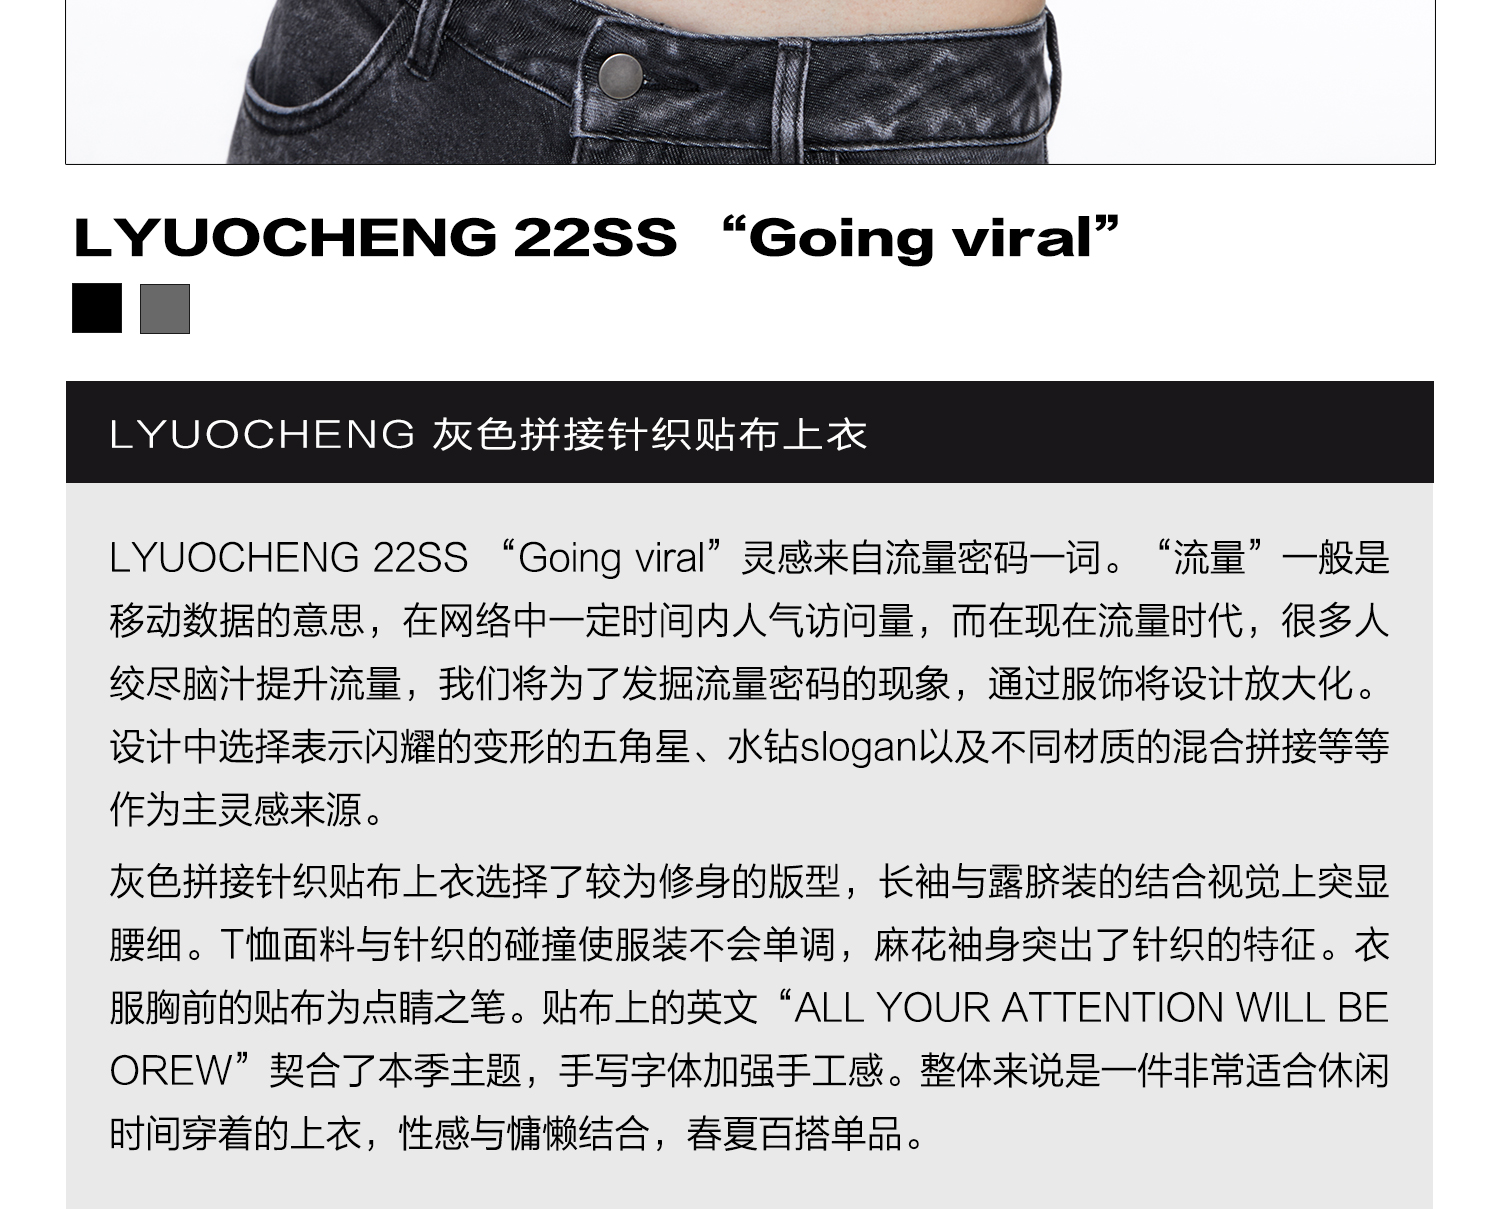 LYUOCHENG 22SS “Going viral”
LYUOCHENG 灰色拼接针织贴布上衣
LYUOCHENG 22SS “Going viral”灵感来自流量密码一词。“流量”一般是
移动数据的意思，在网络中一定时间内人气访问量，而在现在流量时代，很多人
绞尽脑汁提升流量，我们将为了发掘流量密码的现象，通过服饰将设计放大化。
设计中选择表示闪耀的变形的五角星、水钻slogan以及不同材质的混合拼接等等
作为主灵感来源。
灰色拼接针织贴布上衣选择了较为修身的版型，长袖与露脐装的结合视觉上突显
腰细。T恤面料与针织的碰撞使服装不会单调，麻花袖身突出了针织的特征。衣
服胸前的贴布为点睛之笔。贴布上的英文“ALL YOUR ATTENTION WILL BE
OREW”契合了本季主题，手写字体加强手工感。整体来说是一件非常适合休闲
时间穿着的上衣，性感与慵懒结合，春夏百搭单品。